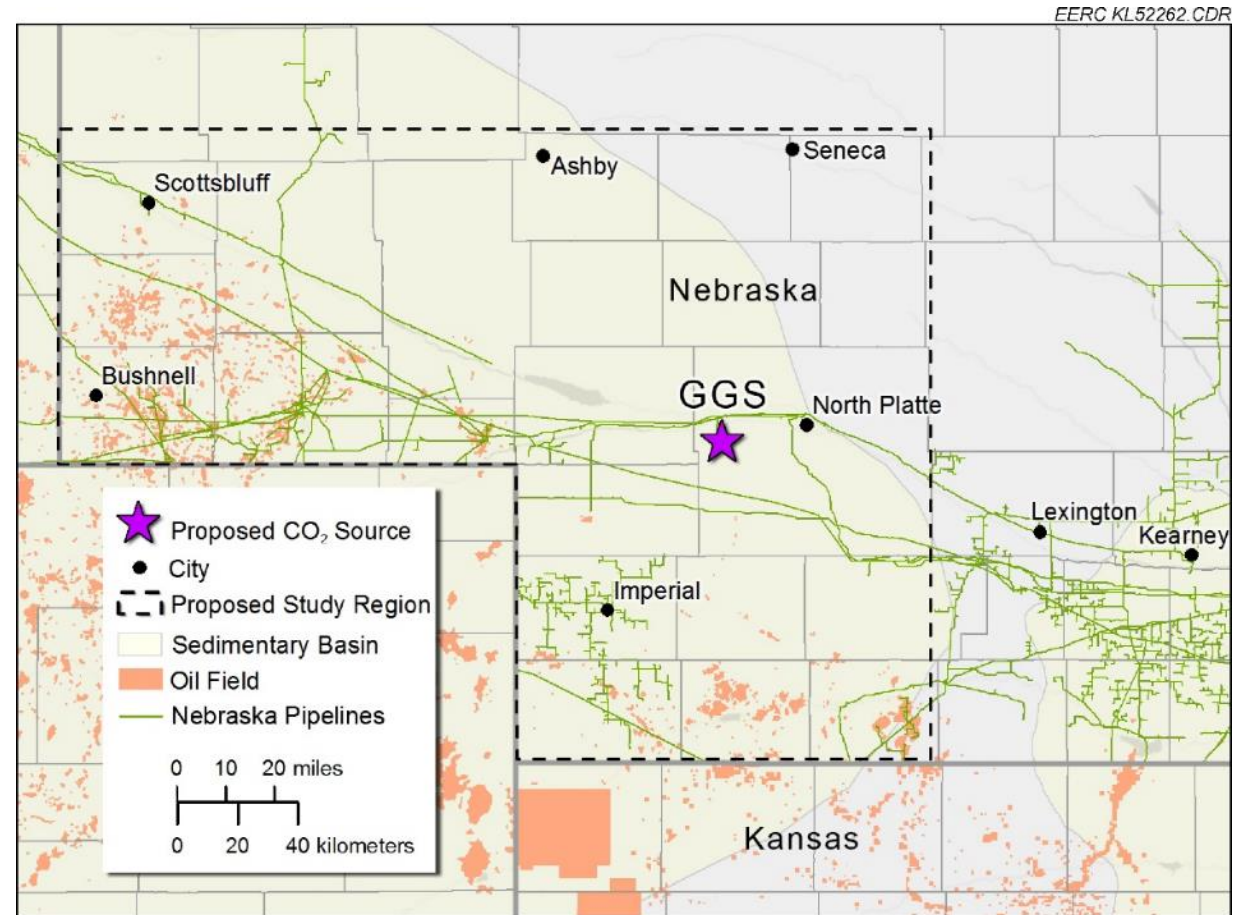 EERC KL52262.CDR
Ashby
Seneca
Scottsbluff
Nebraska
Bushnell
GGS
North Platte
Lexington
Kearney
Imperial
Kansas
Proposed CO₂ Source
City
Proposed Study Region
Sedimentary Basin
Oil Field
Nebraska Pipelines
0 10 20 miles
0 20 40 kilometers